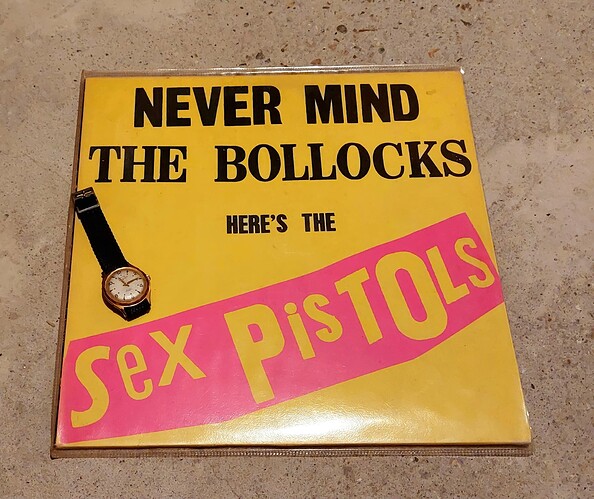 NEVER MIND
THE BOLLOCKS
HERE'S THE
Sex PisTOLS